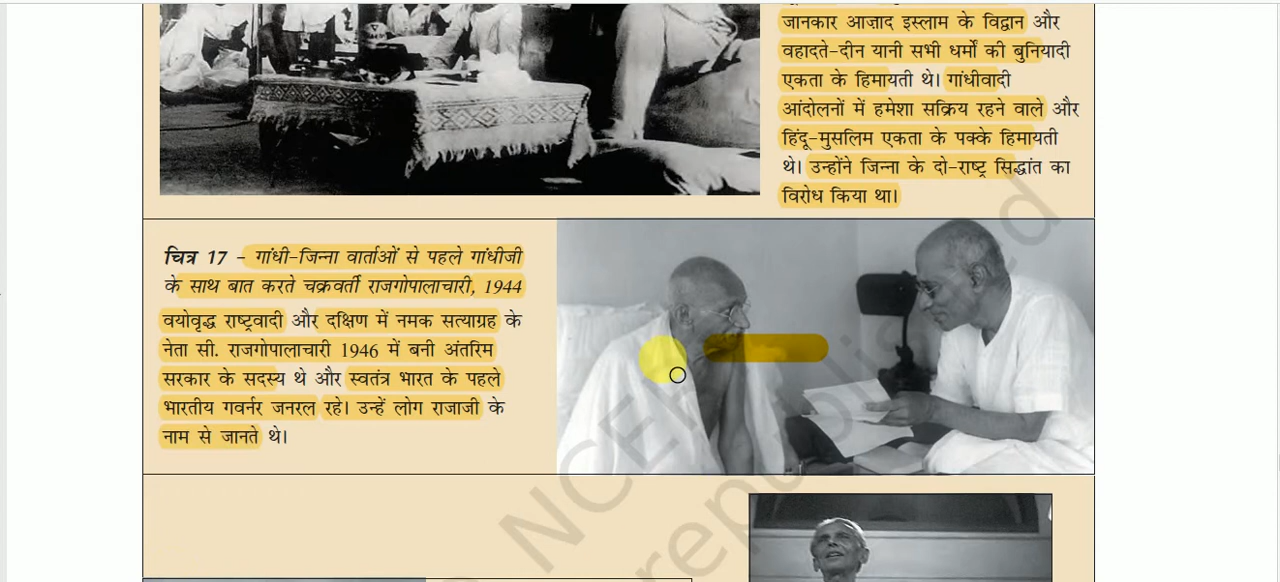 जानकार आजाद इस्लाम के विद्वान और
वहादते-दीन यानी सभी धर्मों की बुनियादी
एकता के हिमायती थे। गांधीवादी
आंदोलनों में हमेशा सक्रिय रहने वाले और
हिंदू-मुसलिम एकता के पक्के हिमायती
थे। उन्होंने जिन्ना के दो-राष्ट्र सिद्धांत का
विरोध किया था।
चित्र 17 - गांधी-जिन्ना वार्ताओं से पहले गांधीजी
के साथ बात करते चक्रवर्ती राजगोपालाचारी, 1944
वयोवृद्ध राष्ट्रवादी और दक्षिण में नमक सत्याग्रह के
नेता सी. राजगोपालाचारी 1946 में बनी अंतरिम
सरकार के सदस्य थे और स्वतंत्र भारत के पहले
भारतीय गवर्नर जनरल रहे। उन्हें लोग राजाजी के
नाम से जानते थे।